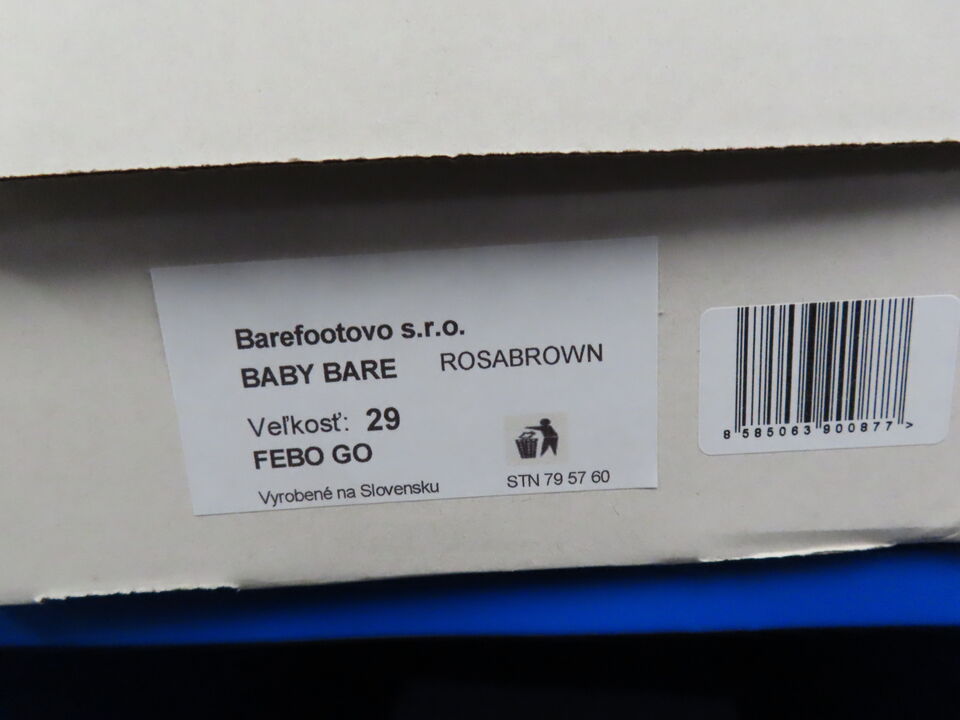 Barefootovo s.r.o.
BABY BARE ROSABROWN
Veľkosť: 29
FEBO GO
Vyrobené na Slovensku STN 79 57 60
8 585063 900877 >